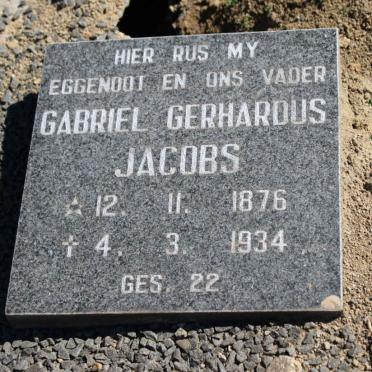 HIER RUS MY
EGGENOOT EN ONS VADER
GABRIEL GERHARDUS
JACOBS
☆ 12. 11. 1876
✝ 4. 3. 1934
GES. 22